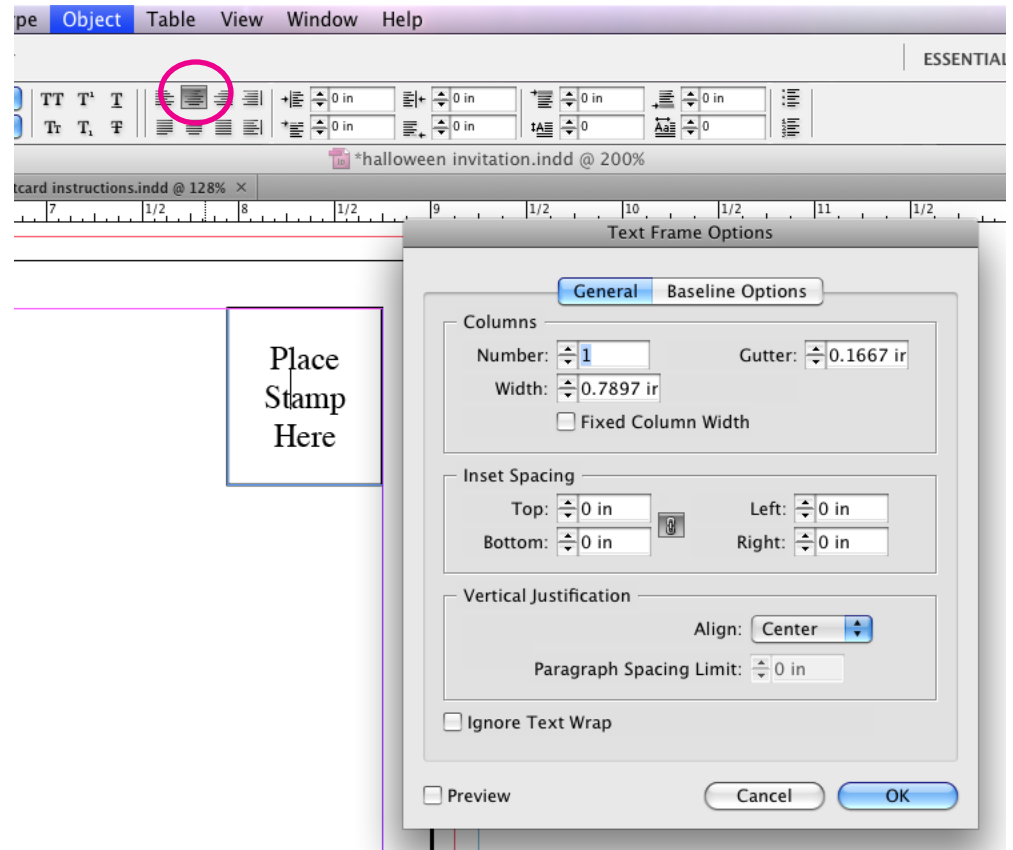 Object Table View Window Help
ESSENTIAL
TT T¹ T 0 in 0 in 0 in 0 in
Tr T₁ T 0 in 0 in 0 0
*halloween invitation.indd @ 200%
tcard instructions.indd @ 128% ×
7 1/2 8 1/2 9 1/2 10 1/2 11 1/2
Text Frame Options
General Baseline Options
Columns
Number: 1 Gutter: 0.1667 in
Width: 0.7897 in
Fixed Column Width
Place
Stamp
Here
Inset Spacing
Top: 0 in Left: 0 in
Bottom: 0 in Right: 0 in
Vertical Justification
Align: Center
Paragraph Spacing Limit: 0 in
Ignore Text Wrap
Preview Cancel OK